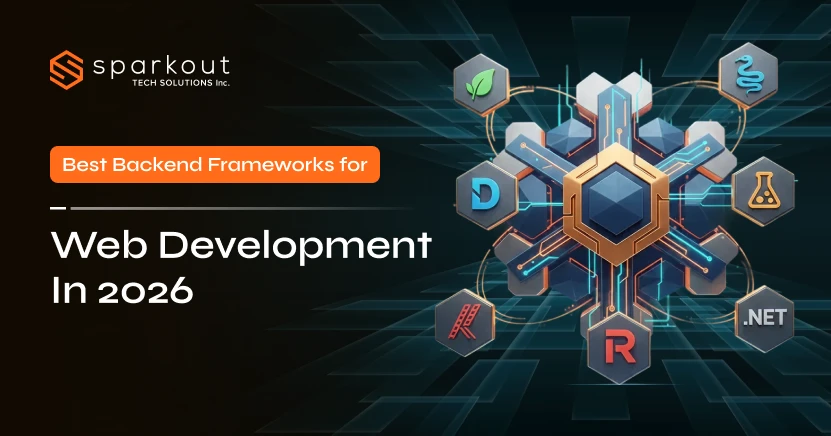 sparkout
TECH SOLUTIONS Inc.
Best Backend Frameworks for
Web Development
In 2026
D
R
.NET